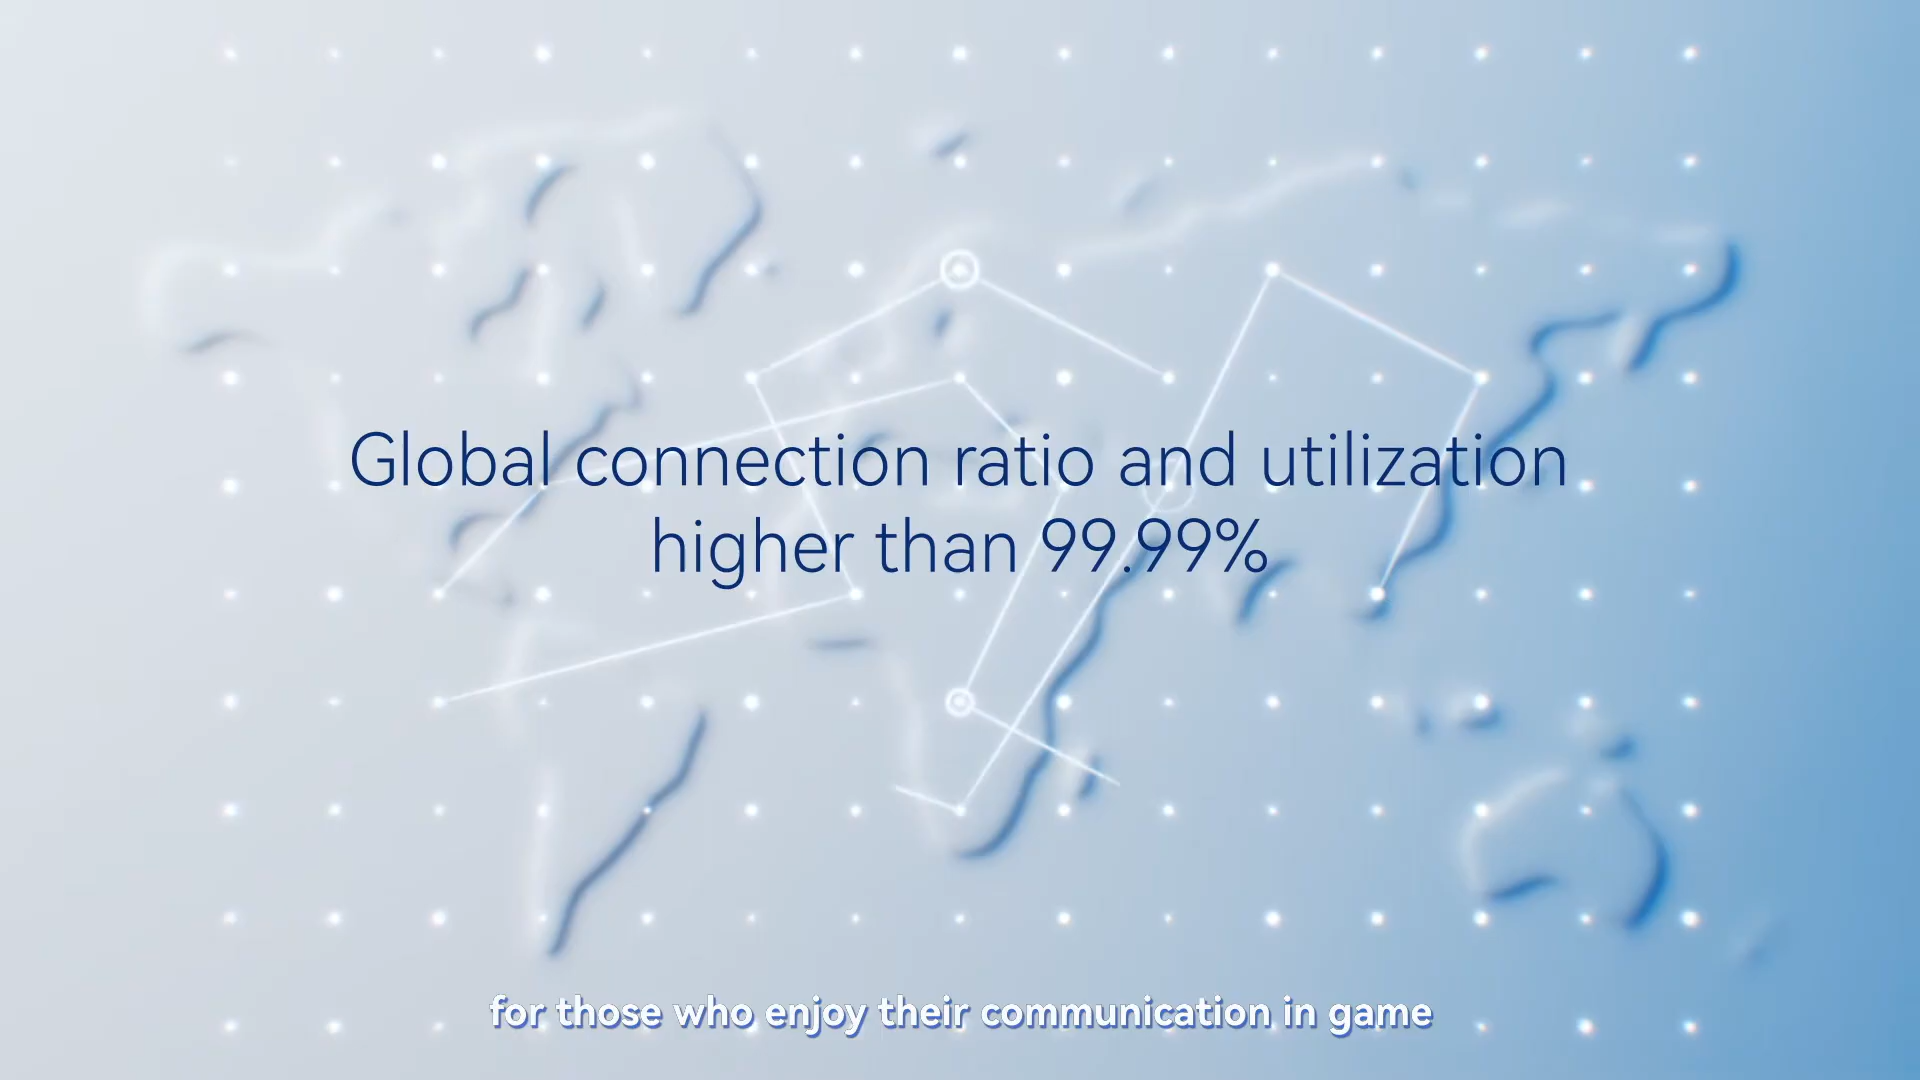 Global connection ratio and utilization
higher than 99.99%
for those who enjoy their communication in game